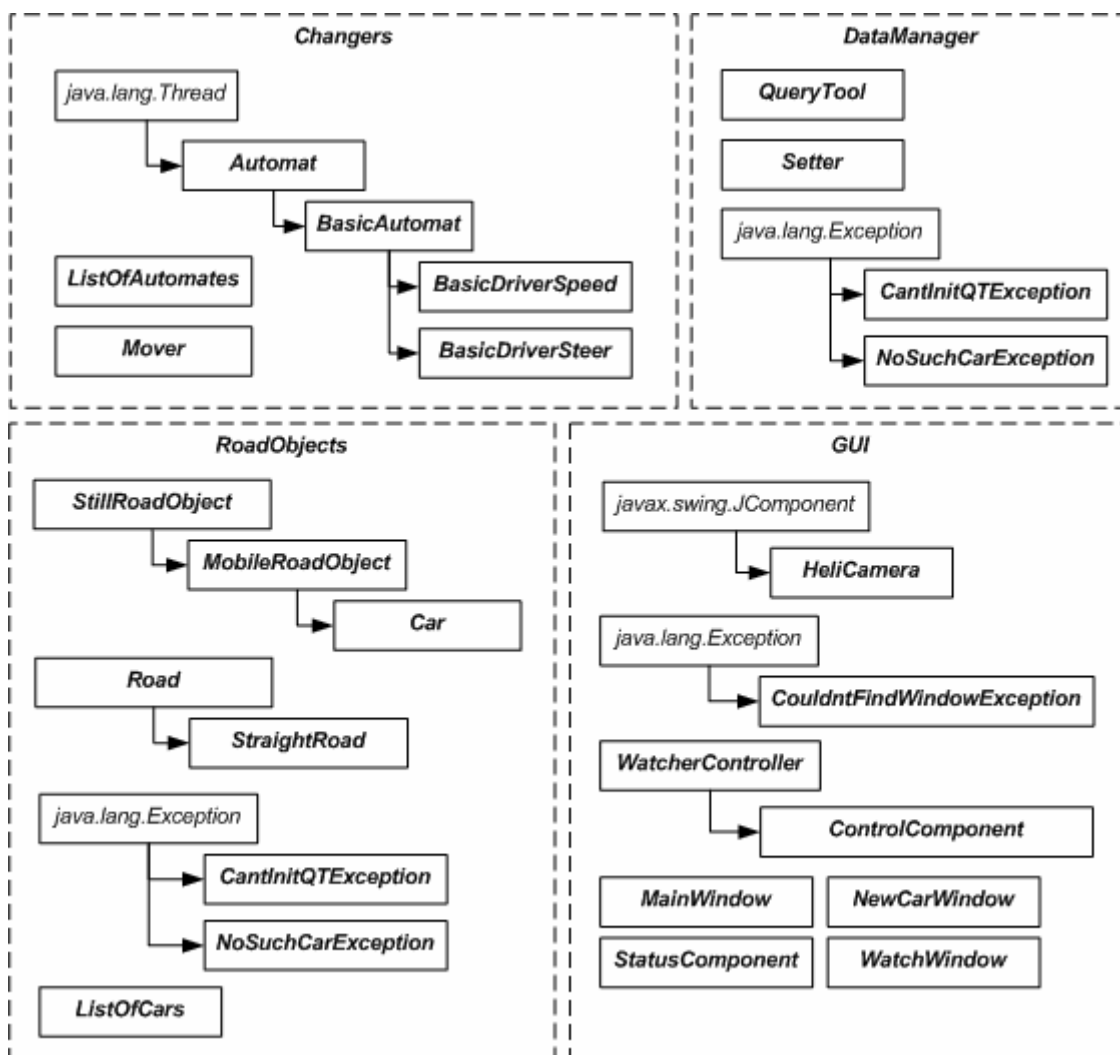 Changers
java.lang.Thread
Automat
BasicAutomat
ListOfAutomates
BasicDriverSpeed
Mover
BasicDriverSteer
DataManager
QueryTool
Setter
java.lang.Exception
CantInitQTException
NoSuchCarException
RoadObjects
StillRoadObject
MobileRoadObject
Car
Road
StraightRoad
java.lang.Exception
CantInitQTException
NoSuchCarException
ListOfCars
GUI
javax.swing.JComponent
HeliCamera
java.lang.Exception
CouldntFindWindowException
WatcherController
ControlComponent
MainWindow
NewCarWindow
StatusComponent
WatchWindow